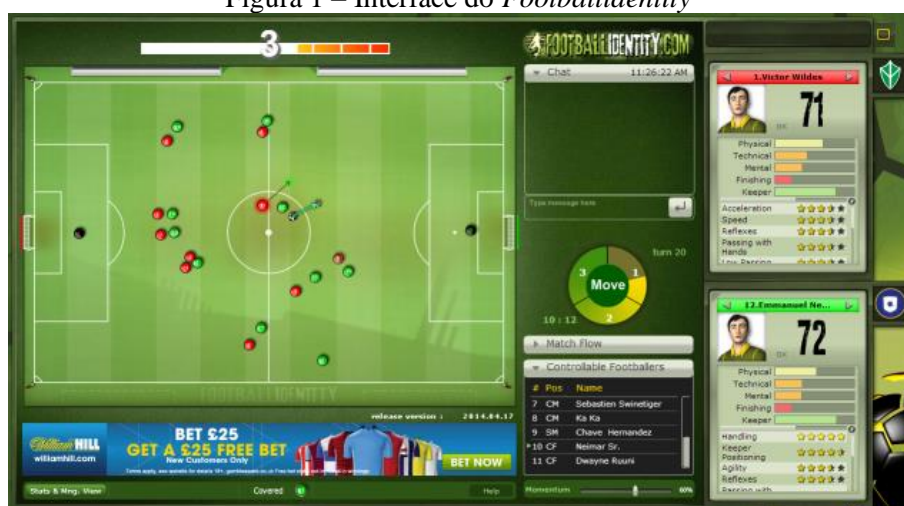 Figura 1 – Interface do Footballidentity
3
FOOTBALLIDENTITY.COM
Chat 11:26:22 AM
Type message here
turn 20
3
1
Move
2
10 : 12
Match Flow
Controllable Footballers
# Pos Name
7 CM Sebastien Swinetiger
8 CM Ka Ka
9 SM Chave Hernandez
10 CF Neimar Sr.
11 CF Dwayne Ruuni
Momentum 60%
FOOTBALLIDENTITY
release version : 2014.04.17
William HILL
williamhill.com
BET £25
GET A £25 FREE BET
New Customers Only
BET NOW
Stats & Mng. View
Covered
Help
1.Victor Wildes
71
Physical
Technical
Mental
Finishing
Keeper
Acceleration
Speed
Reflexes
Passing with
Hands
Low Passing
12.Emmanuel Ne...
72
Physical
Technical
Mental
Finishing
Keeper
Handling
Keeper
Positioning
Agility
Reflexes
Passing with